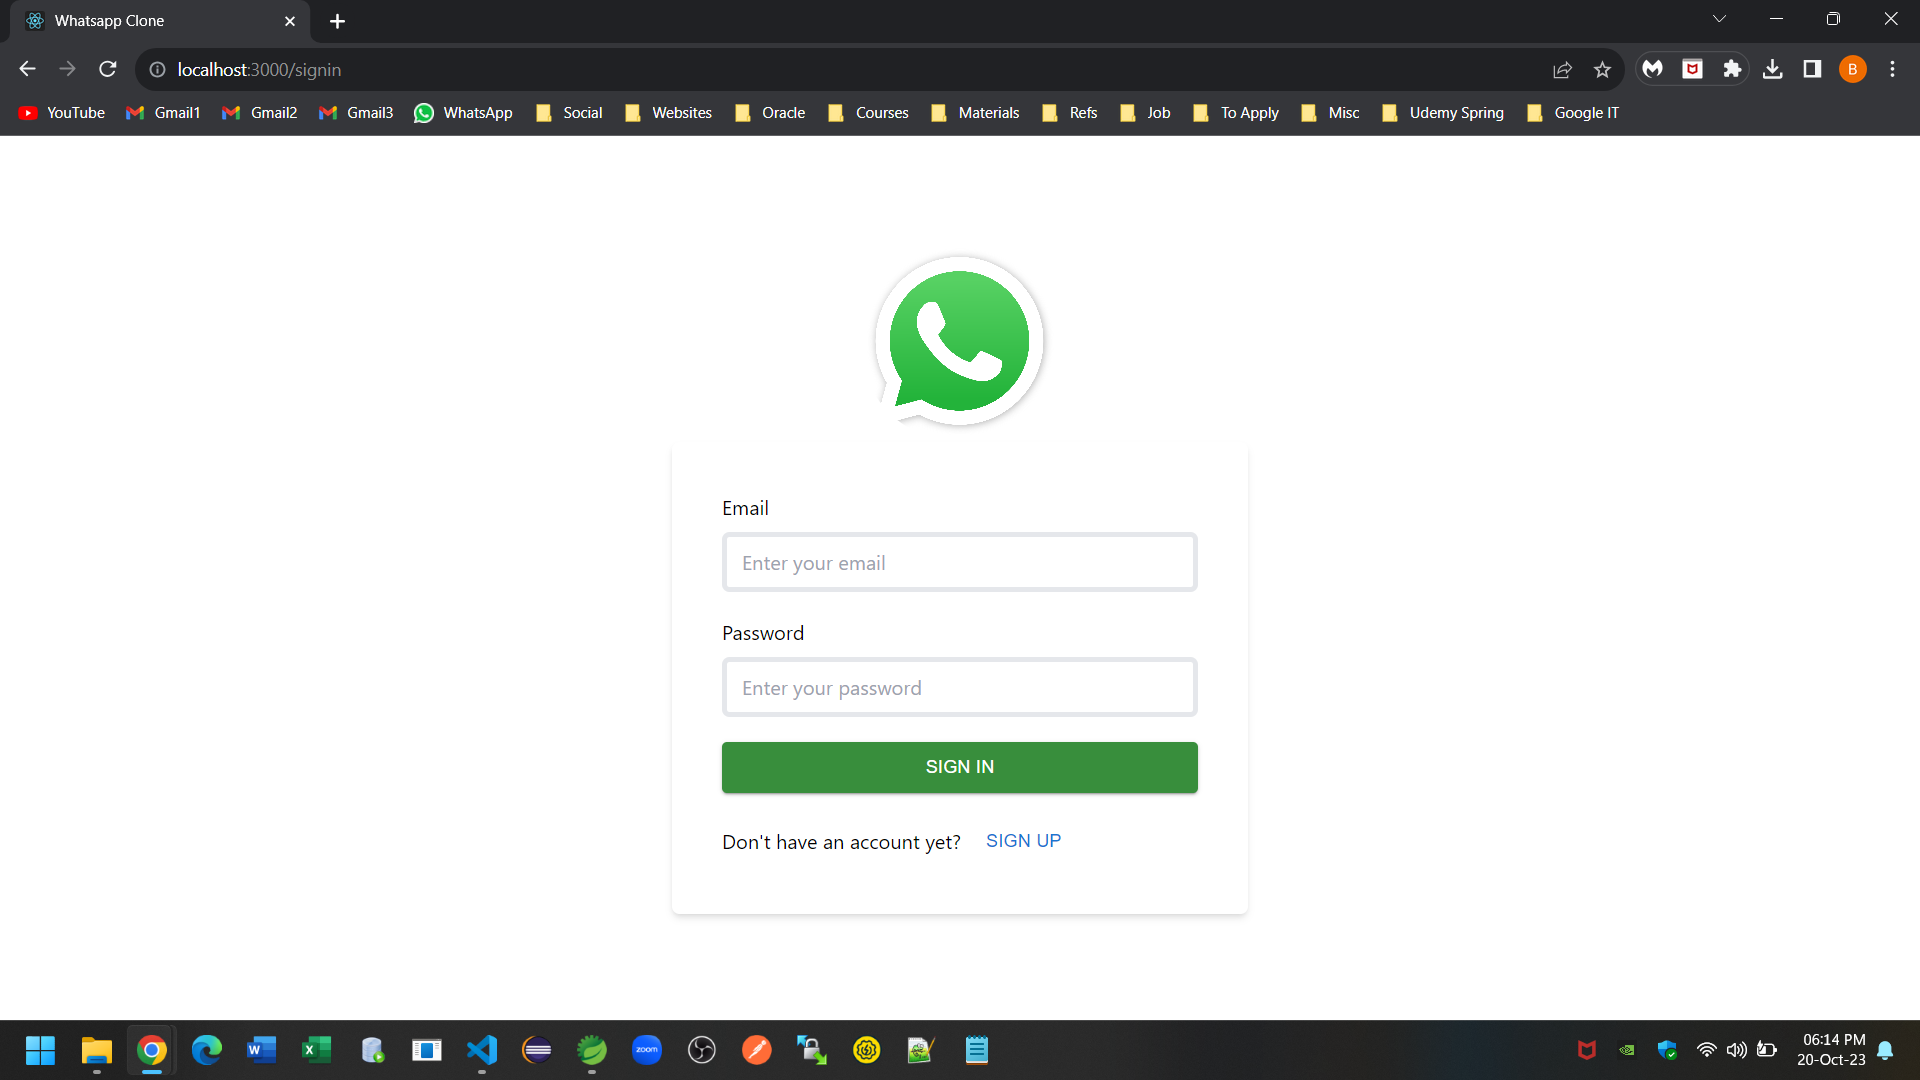 Whatsapp Clone
localhost:3000/signin
B
YouTube Gmail1 Gmail2 Gmail3 WhatsApp Social Websites Oracle Courses Materials Refs Job To Apply Misc Udemy Spring Google IT
Email
Enter your email
Password
Enter your password
SIGN IN
Don't have an account yet? SIGN UP
zoom
06:14 PM
20-Oct-23